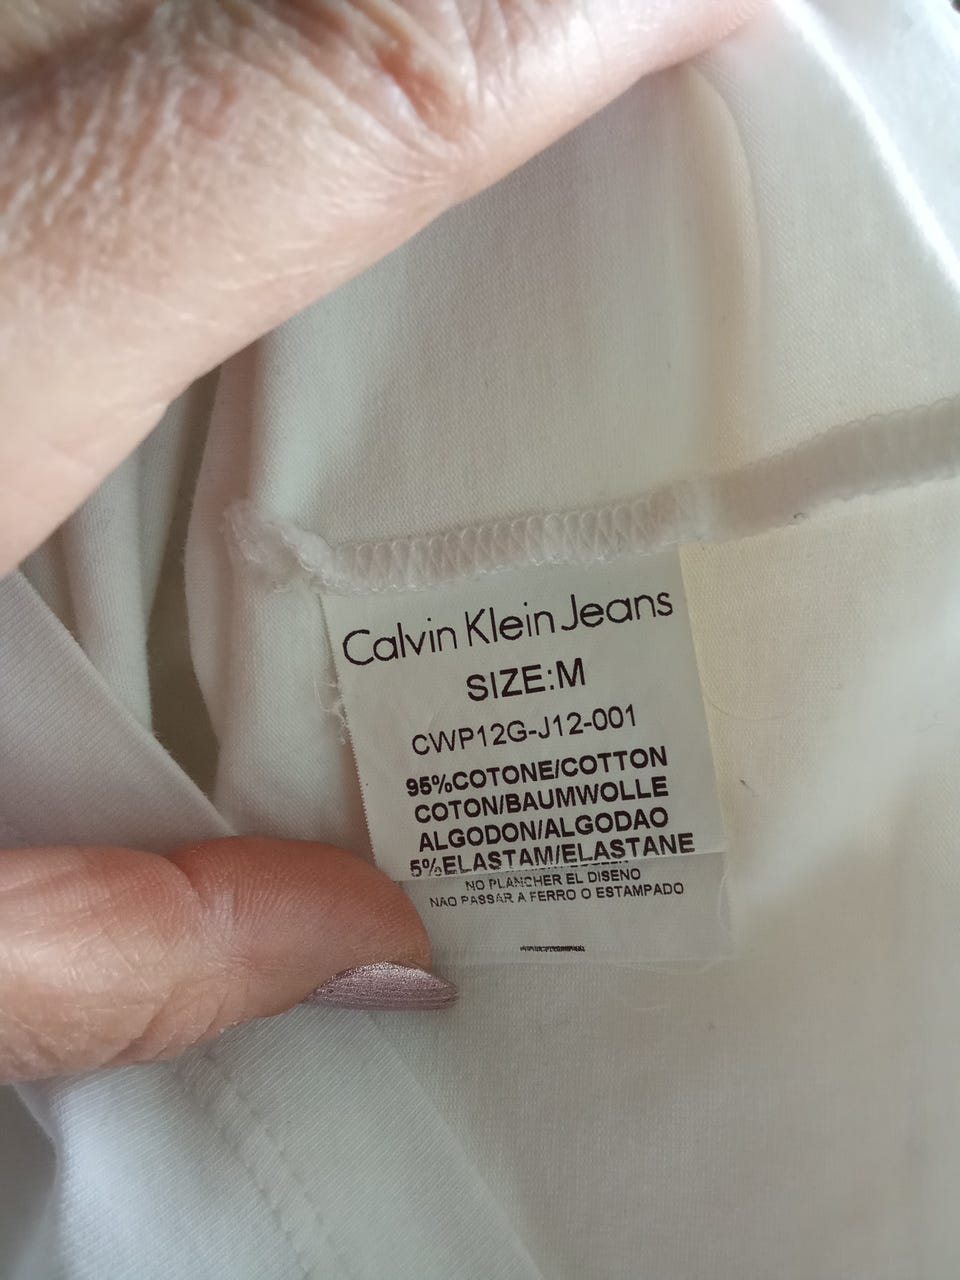 Calvin Klein Jeans
SIZE:M
CWP12G-J12-001
95%COTONE/COTTON
COTON/BAUMWOLLE
ALGODON/ALGODAO
5%ELASTAM/ELASTANE
NO PLANCHER EL DISENO
NAO PASSAR A FERRO O ESTAMPADO